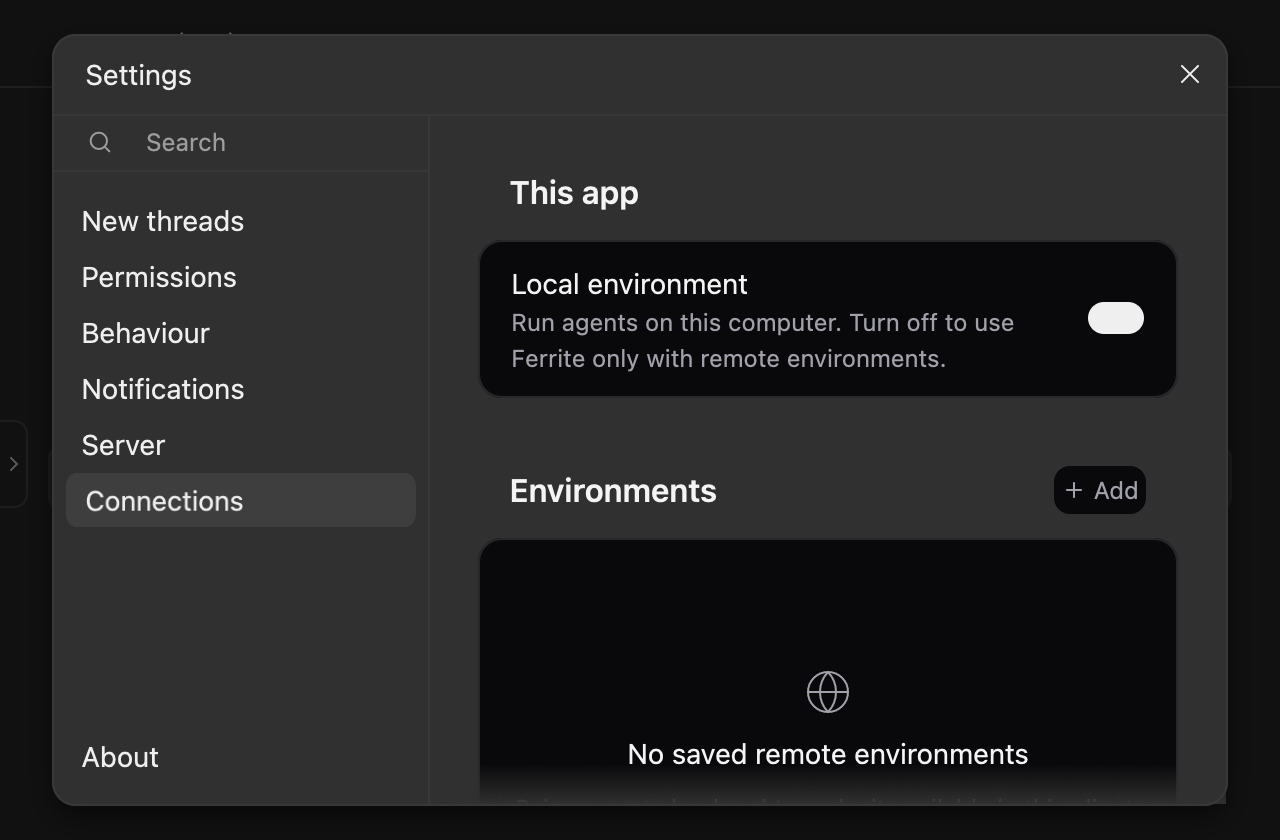 Settings
Search
New threads
Permissions
Behaviour
Notifications
Server
Connections
About
This app
Local environment
Run agents on this computer. Turn off to use
Ferrite only with remote environments.
Environments
Add
No saved remote environments